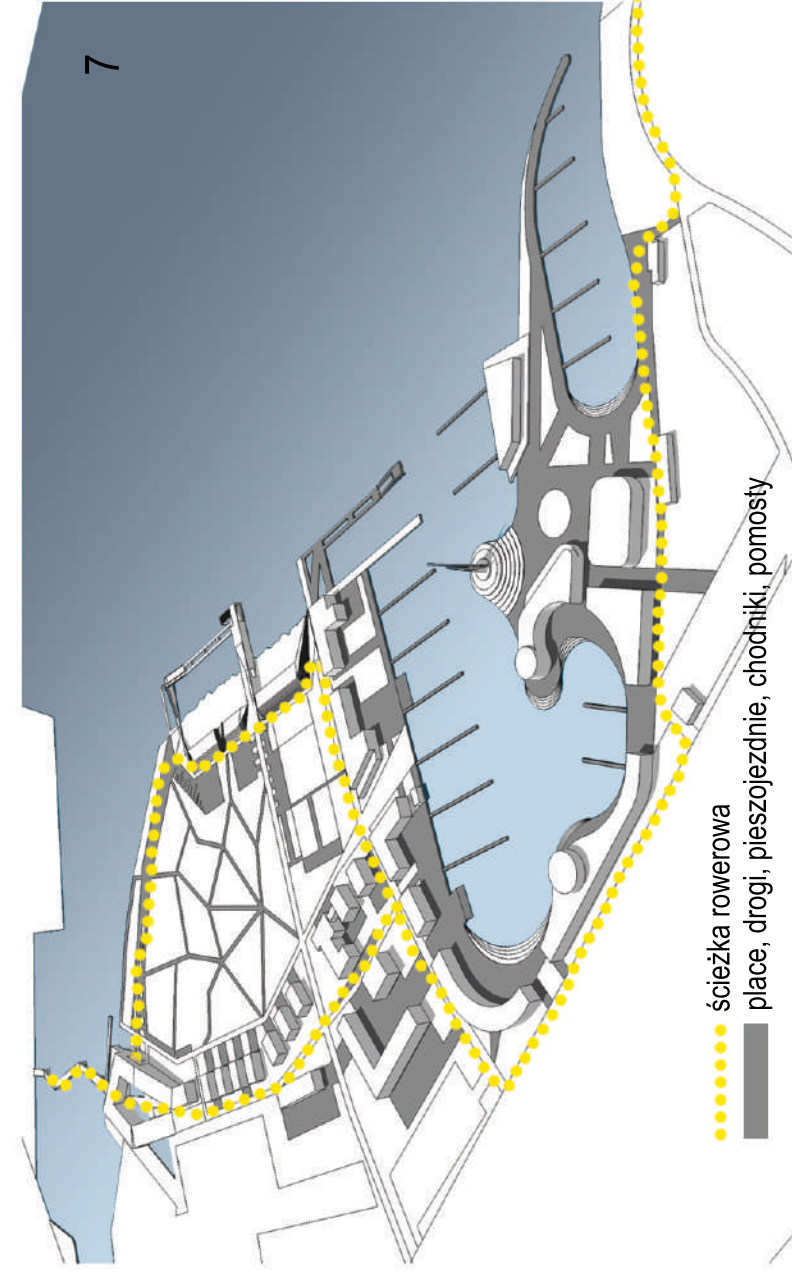 7
ścieżka rowerowa
place, drogi, pieszojezdnie, chodniki, pomosty